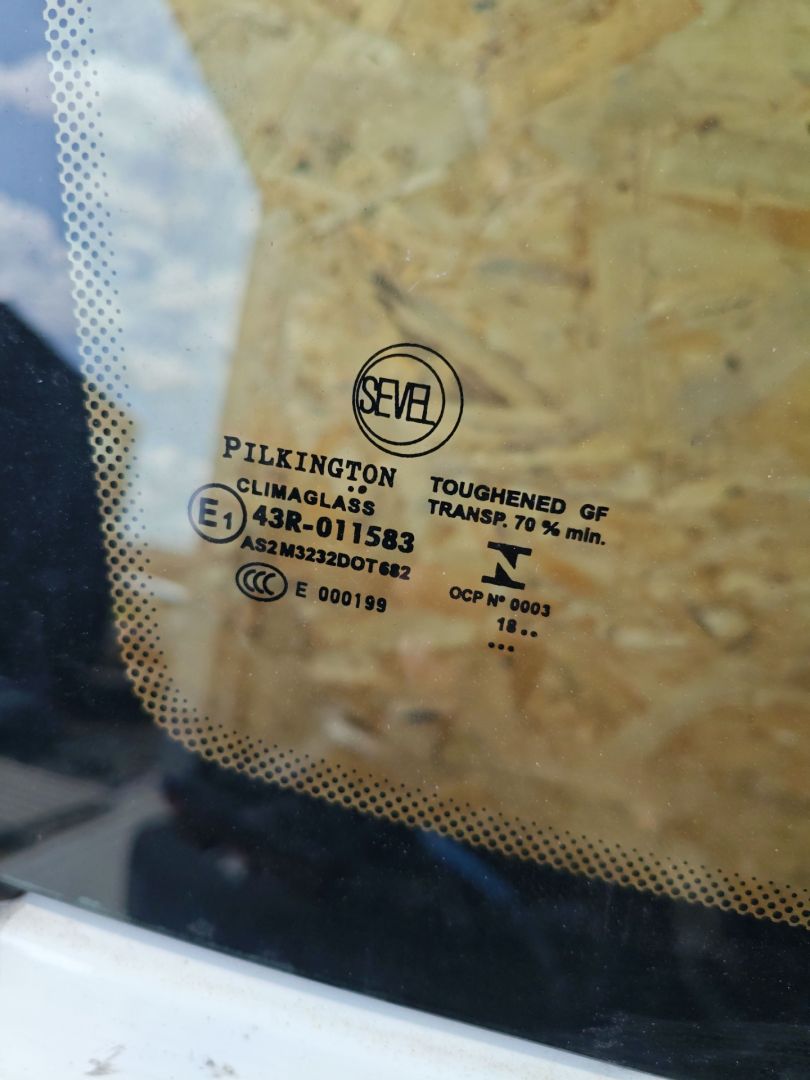 SEVEL
PILKINGTON
CLIMAGLASS
E1 43R-011583
AS2 M3232 DOT 682
CCC E 000199
TOUGHENED GF
TRANSP. 70 % min.
OCP N° 0003
18..
...